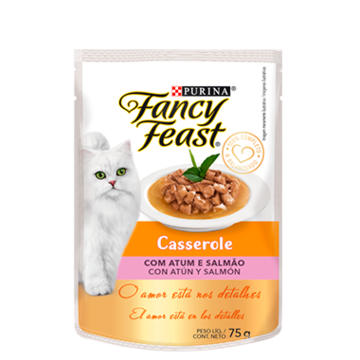 PURINA
Fancy
Feast
Casserole
COM ATUM E SALMÃO
CON ATÚN Y SALMÓN
O amor está nos detalhes
El amor está en los detalles
PESO LÍQ./
CONT. NETO
75g